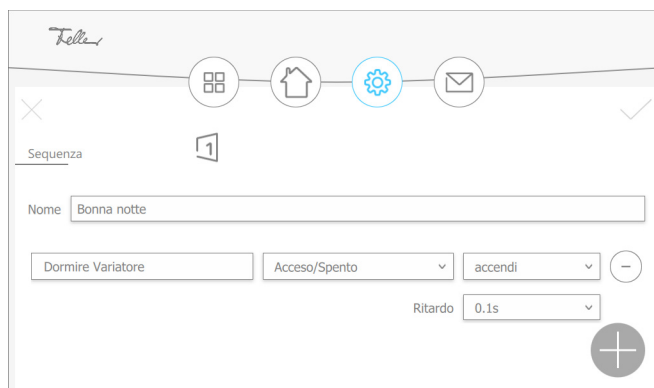 Feller
1
Sequenza
Nome Bonna notte
Dormire Variatore Acceso/Spento accendi
Ritardo 0.1s